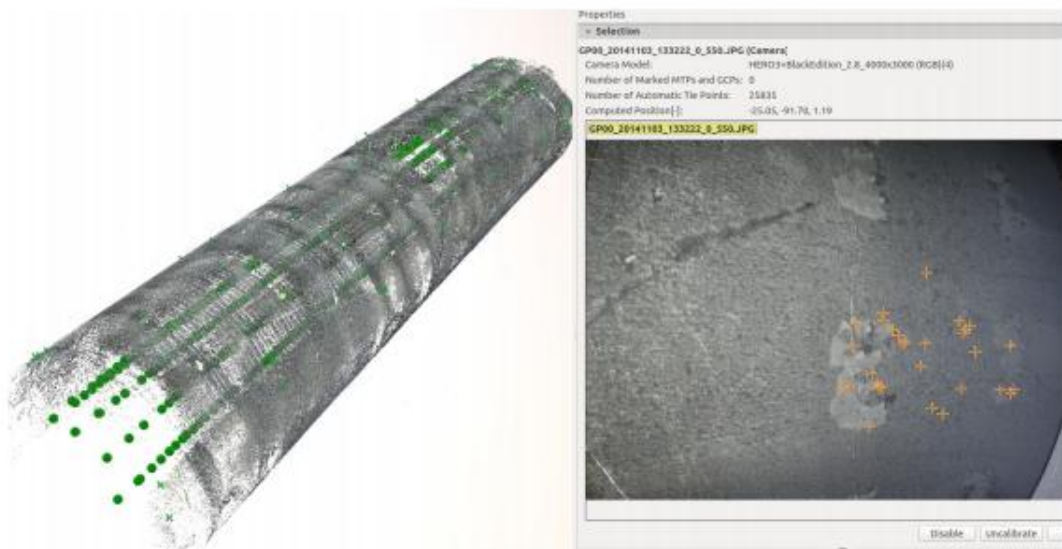 Properties
Selection
GP00_20141103_133222_0_550.JPG (Camera)
Camera Model: HERO3+BlackEdition_2.8_4000x3000 (RGB)(4)
Number of Marked MTPs and GCPs: 0
Number of Automatic Tie Points: 25835
Computed Position[-]: -25.05, -91.70, 1.19
GP00_20141103_133222_0_550.JPG
Disable Uncalibrate